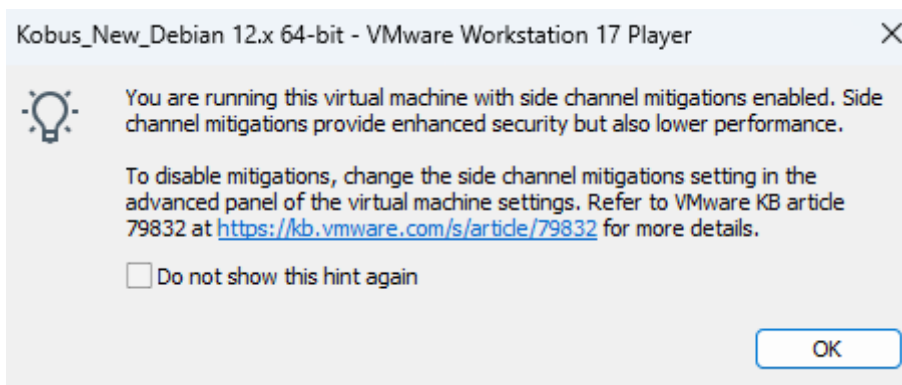 Kobus_New_Debian 12.x 64-bit - VMware Workstation 17 Player
You are running this virtual machine with side channel mitigations enabled. Side
channel mitigations provide enhanced security but also lower performance.
To disable mitigations, change the side channel mitigations setting in the
advanced panel of the virtual machine settings. Refer to VMware KB article
79832 at https://kb.vmware.com/s/article/79832 for more details.
Do not show this hint again
OK